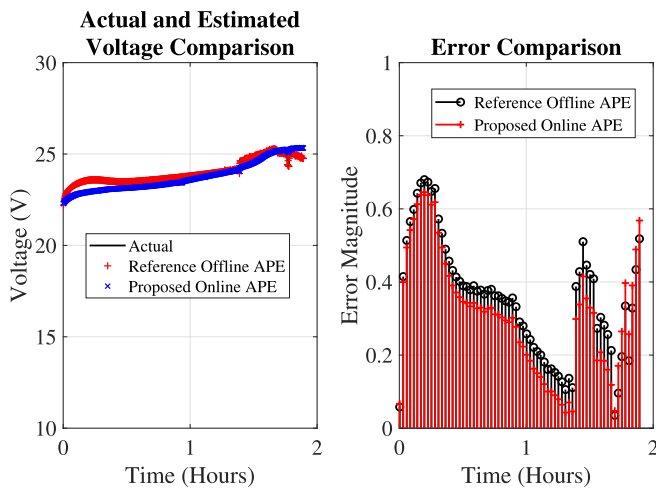 Actual and Estimated
Voltage Comparison
30
25
22
15
10
0
1
2
Voltage (V)
Time (Hours)
Actual
Reference Offline APE
Proposed Online APE
Error Comparison
1
0.8
0.6
0.4
0.2
0
0
1
2
Error Magnitude
Time (Hours)
Reference Offline APE
Proposed Online APE